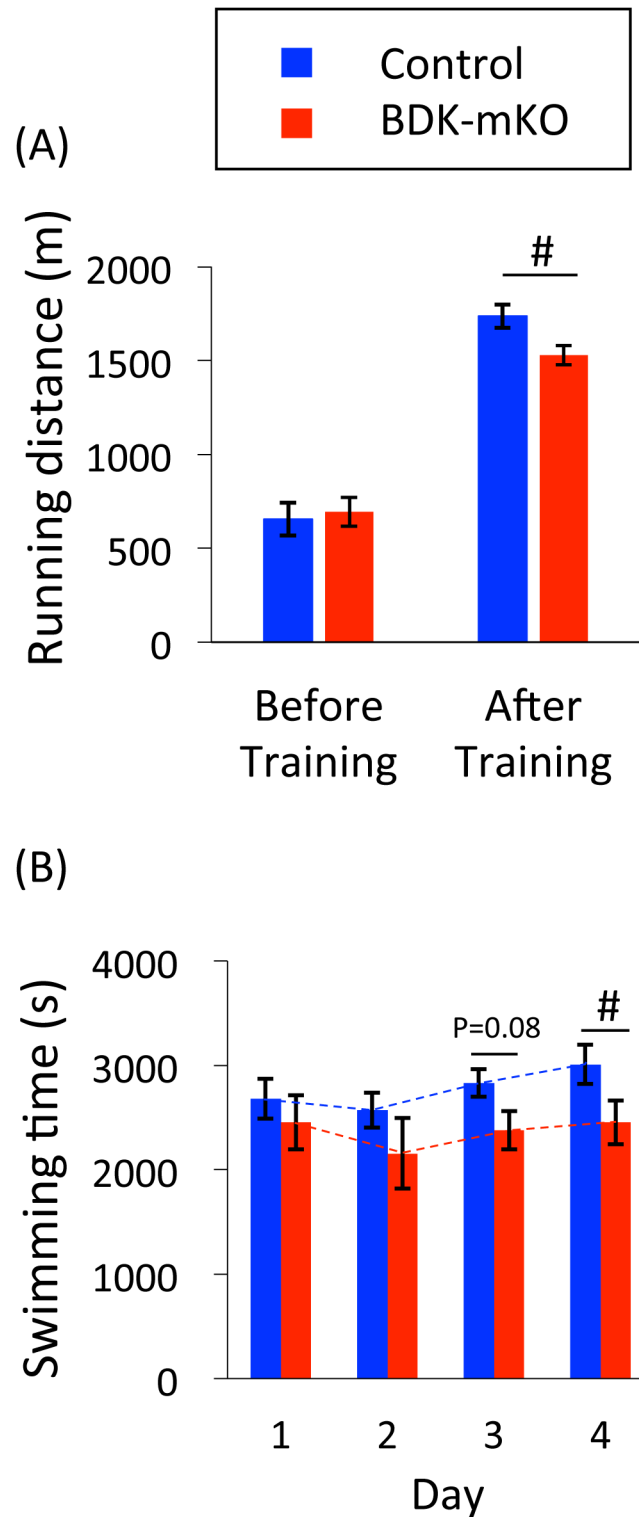 Control
BDK-mKO
(A)
Running distance (m)
2000
1500
1000
500
0
#
Before
Training
After
Training
(B)
Swimming time (s)
4000
3000
2000
1000
0
P=0.08
#
1 2 3 4
Day